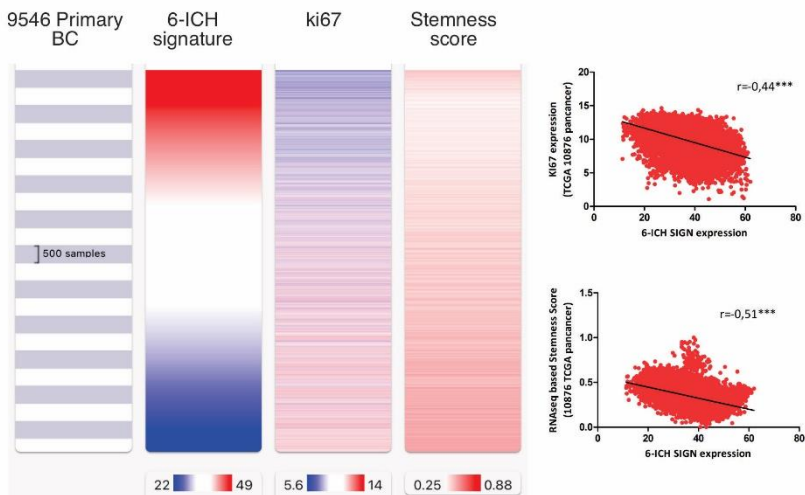 9546 Primary BC
6-ICH signature
ki67
Stemness score
500 samples
22 49
5.6 14
0.25 0.88
r=-0,44***
KI67 expression
(TCGA 10876 pancancer)
20
15
10
5
0
0 20 40 60 80
6-ICH SIGN expression
r=-0,51***
RNAseq based Stemness Score
(10876 TCGA pancancer)
1.5
1.0
0.5
0.0
0 20 40 60 80
6-ICH SIGN expression